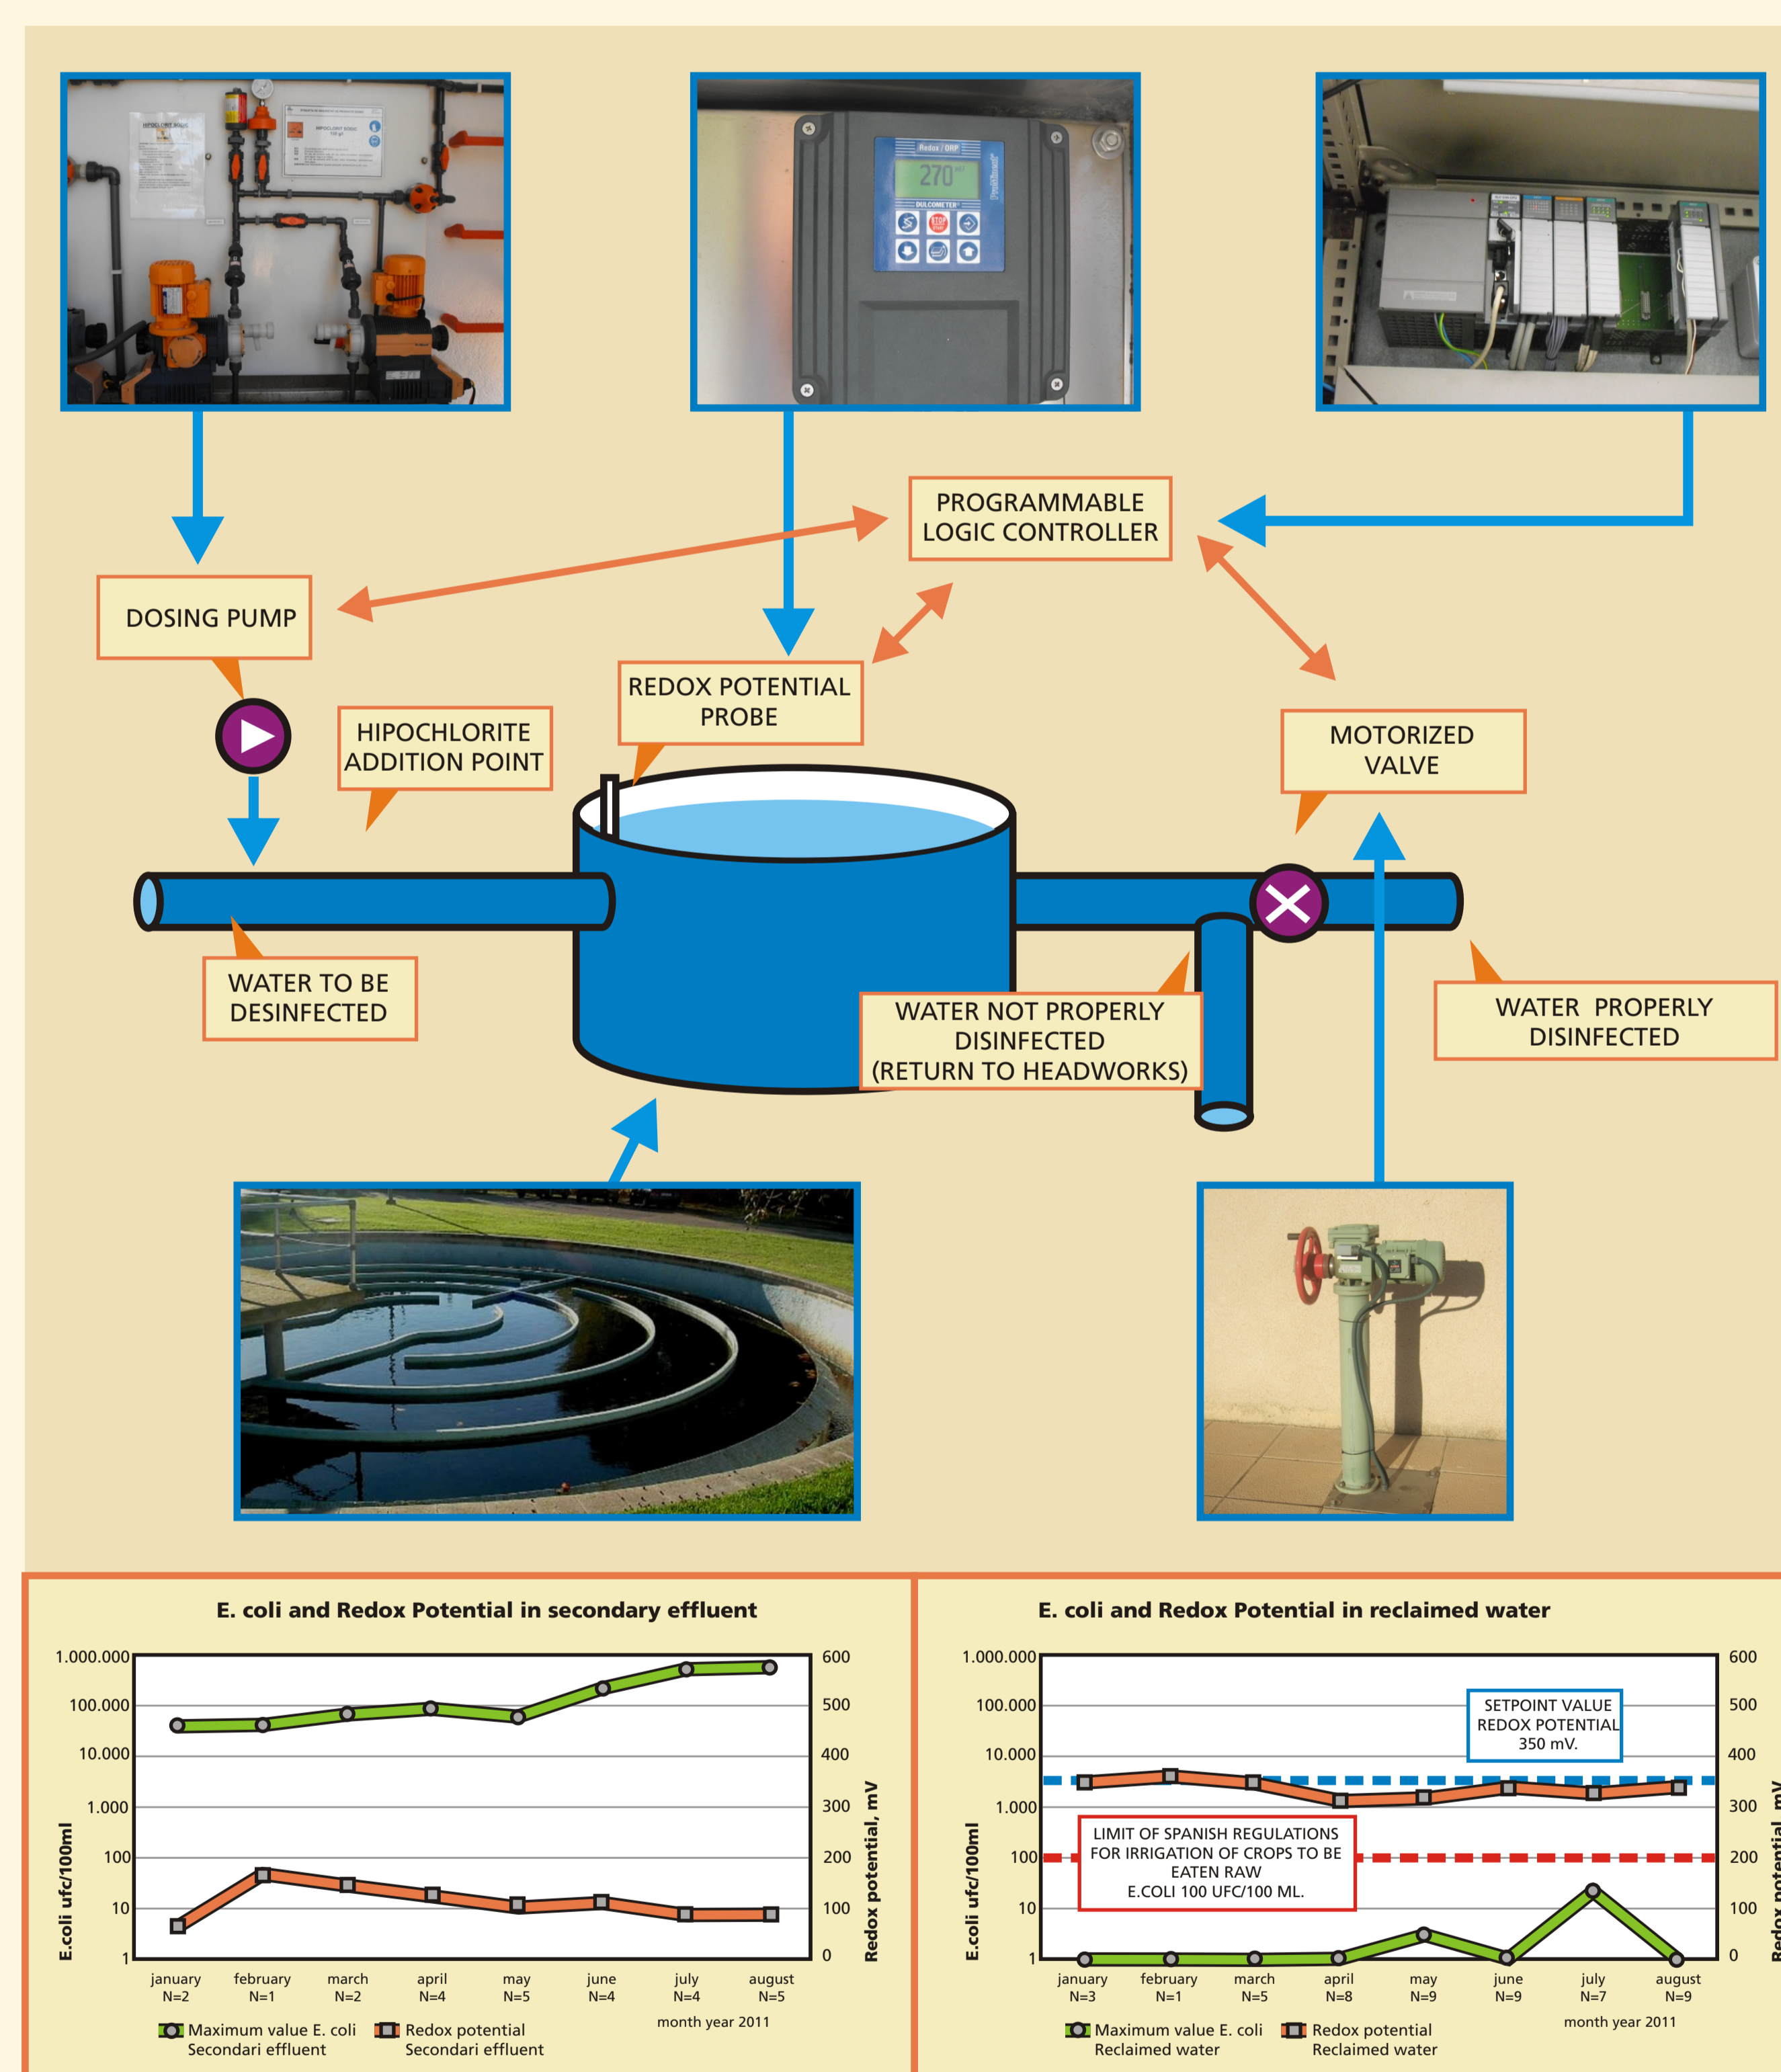 HIPOCLORIT SODIC
HIPOCLORIT SODIC
Redox / ORP
270
DULCOMETER
STOP
PROGRAMMABLE
LOGIC CONTROLLER
DOSING PUMP
REDOX POTENTIAL
PROBE
HIPOCHLORITE
ADDITION POINT
MOTORIZED
VALVE
WATER TO BE
DESINFECTED
WATER NOT PROPERLY
DISINFECTED
(RETURN TO HEADWORKS)
WATER PROPERLY
DISINFECTED
E. coli and Redox Potential in secondary effluent
1.000.000
100.000
10.000
1.000
100
10
1
E.coli ufc/100ml
600
500
400
300
200
100
0
Redox potential, mV
january february march april may june july august
N=2 N=1 N=2 N=4 N=5 N=4 N=4 N=5
month year 2011
Maximum value E. coli
Secondari effluent
Redox potential
Secondari effluent
E. coli and Redox Potential in reclaimed water
1.000.000
100.000
10.000
1.000
100
10
1
E.coli ufc/100ml
SETPOINT VALUE
REDOX POTENTIAL
350 mV.
LIMIT OF SPANISH REGULATIONS
FOR IRRIGATION OF CROPS TO BE
EATEN RAW
E.COLI 100 UFC/100 ML.
600
500
400
300
200
100
0
Redox potential, mV
january february march april may june july august
N=3 N=1 N=5 N=8 N=9 N=9 N=7 N=9
month year 2011
Maximum value E. coli
Reclaimed water
Redox potential
Reclaimed water